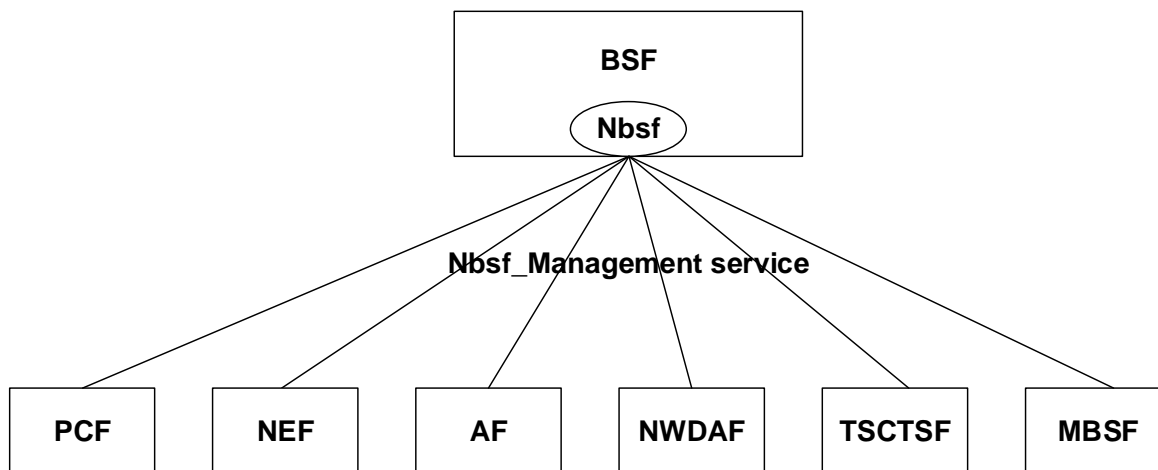 BSF
Nbsf
Nbsf_Management service
PCF
NEF
AF
NWDAF
TSCTSF
MBSF